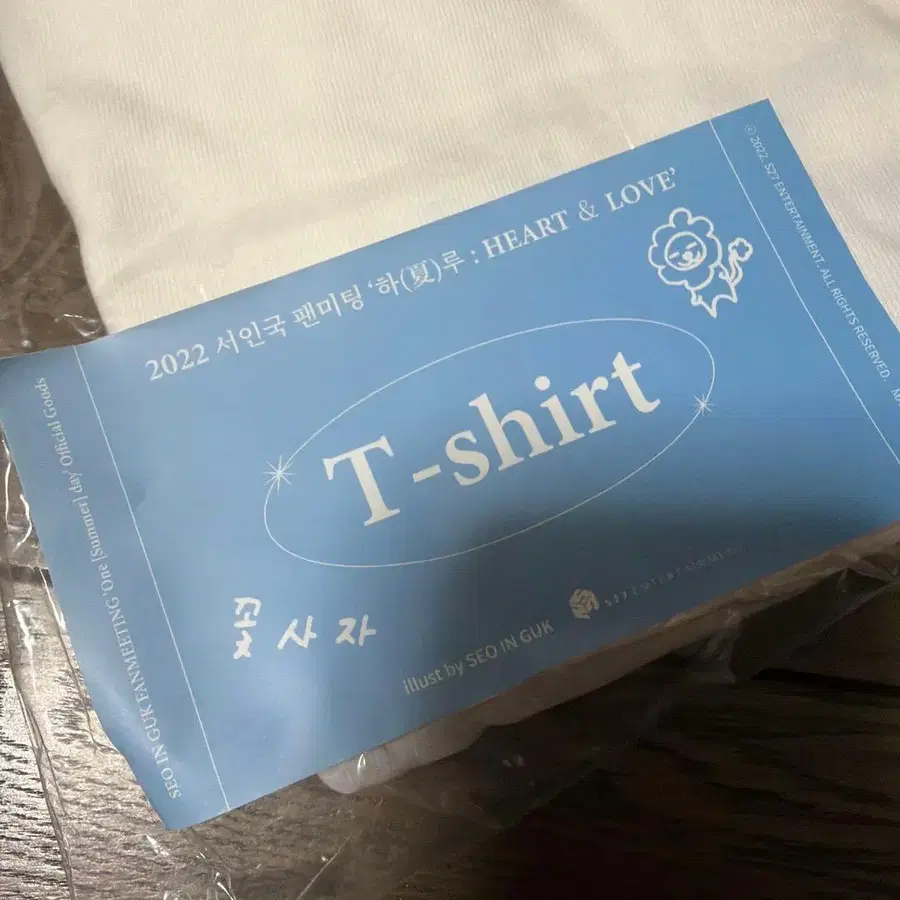 2022 서인국 팬미팅 '하(夏)루 : HEART & LOVE'
T-shirt
꽃사자
illust by SEO IN GUK
SEO IN GUK FANMEETING 'One [Summer] day' Official Goods
ⓒ 2022. S27 ENTERTAINMENT. ALL RIGHTS RESERVED.